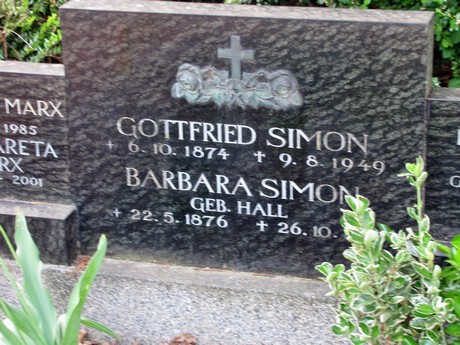 MARX
1985
ARETA
RX
2001
GOTTFRIED SIMON
+ 6.10.1874 ✝ 9.8.1949
BARBARA SIMON
GEB. HALL
+ 22.5.1876 ✝ 26.10.